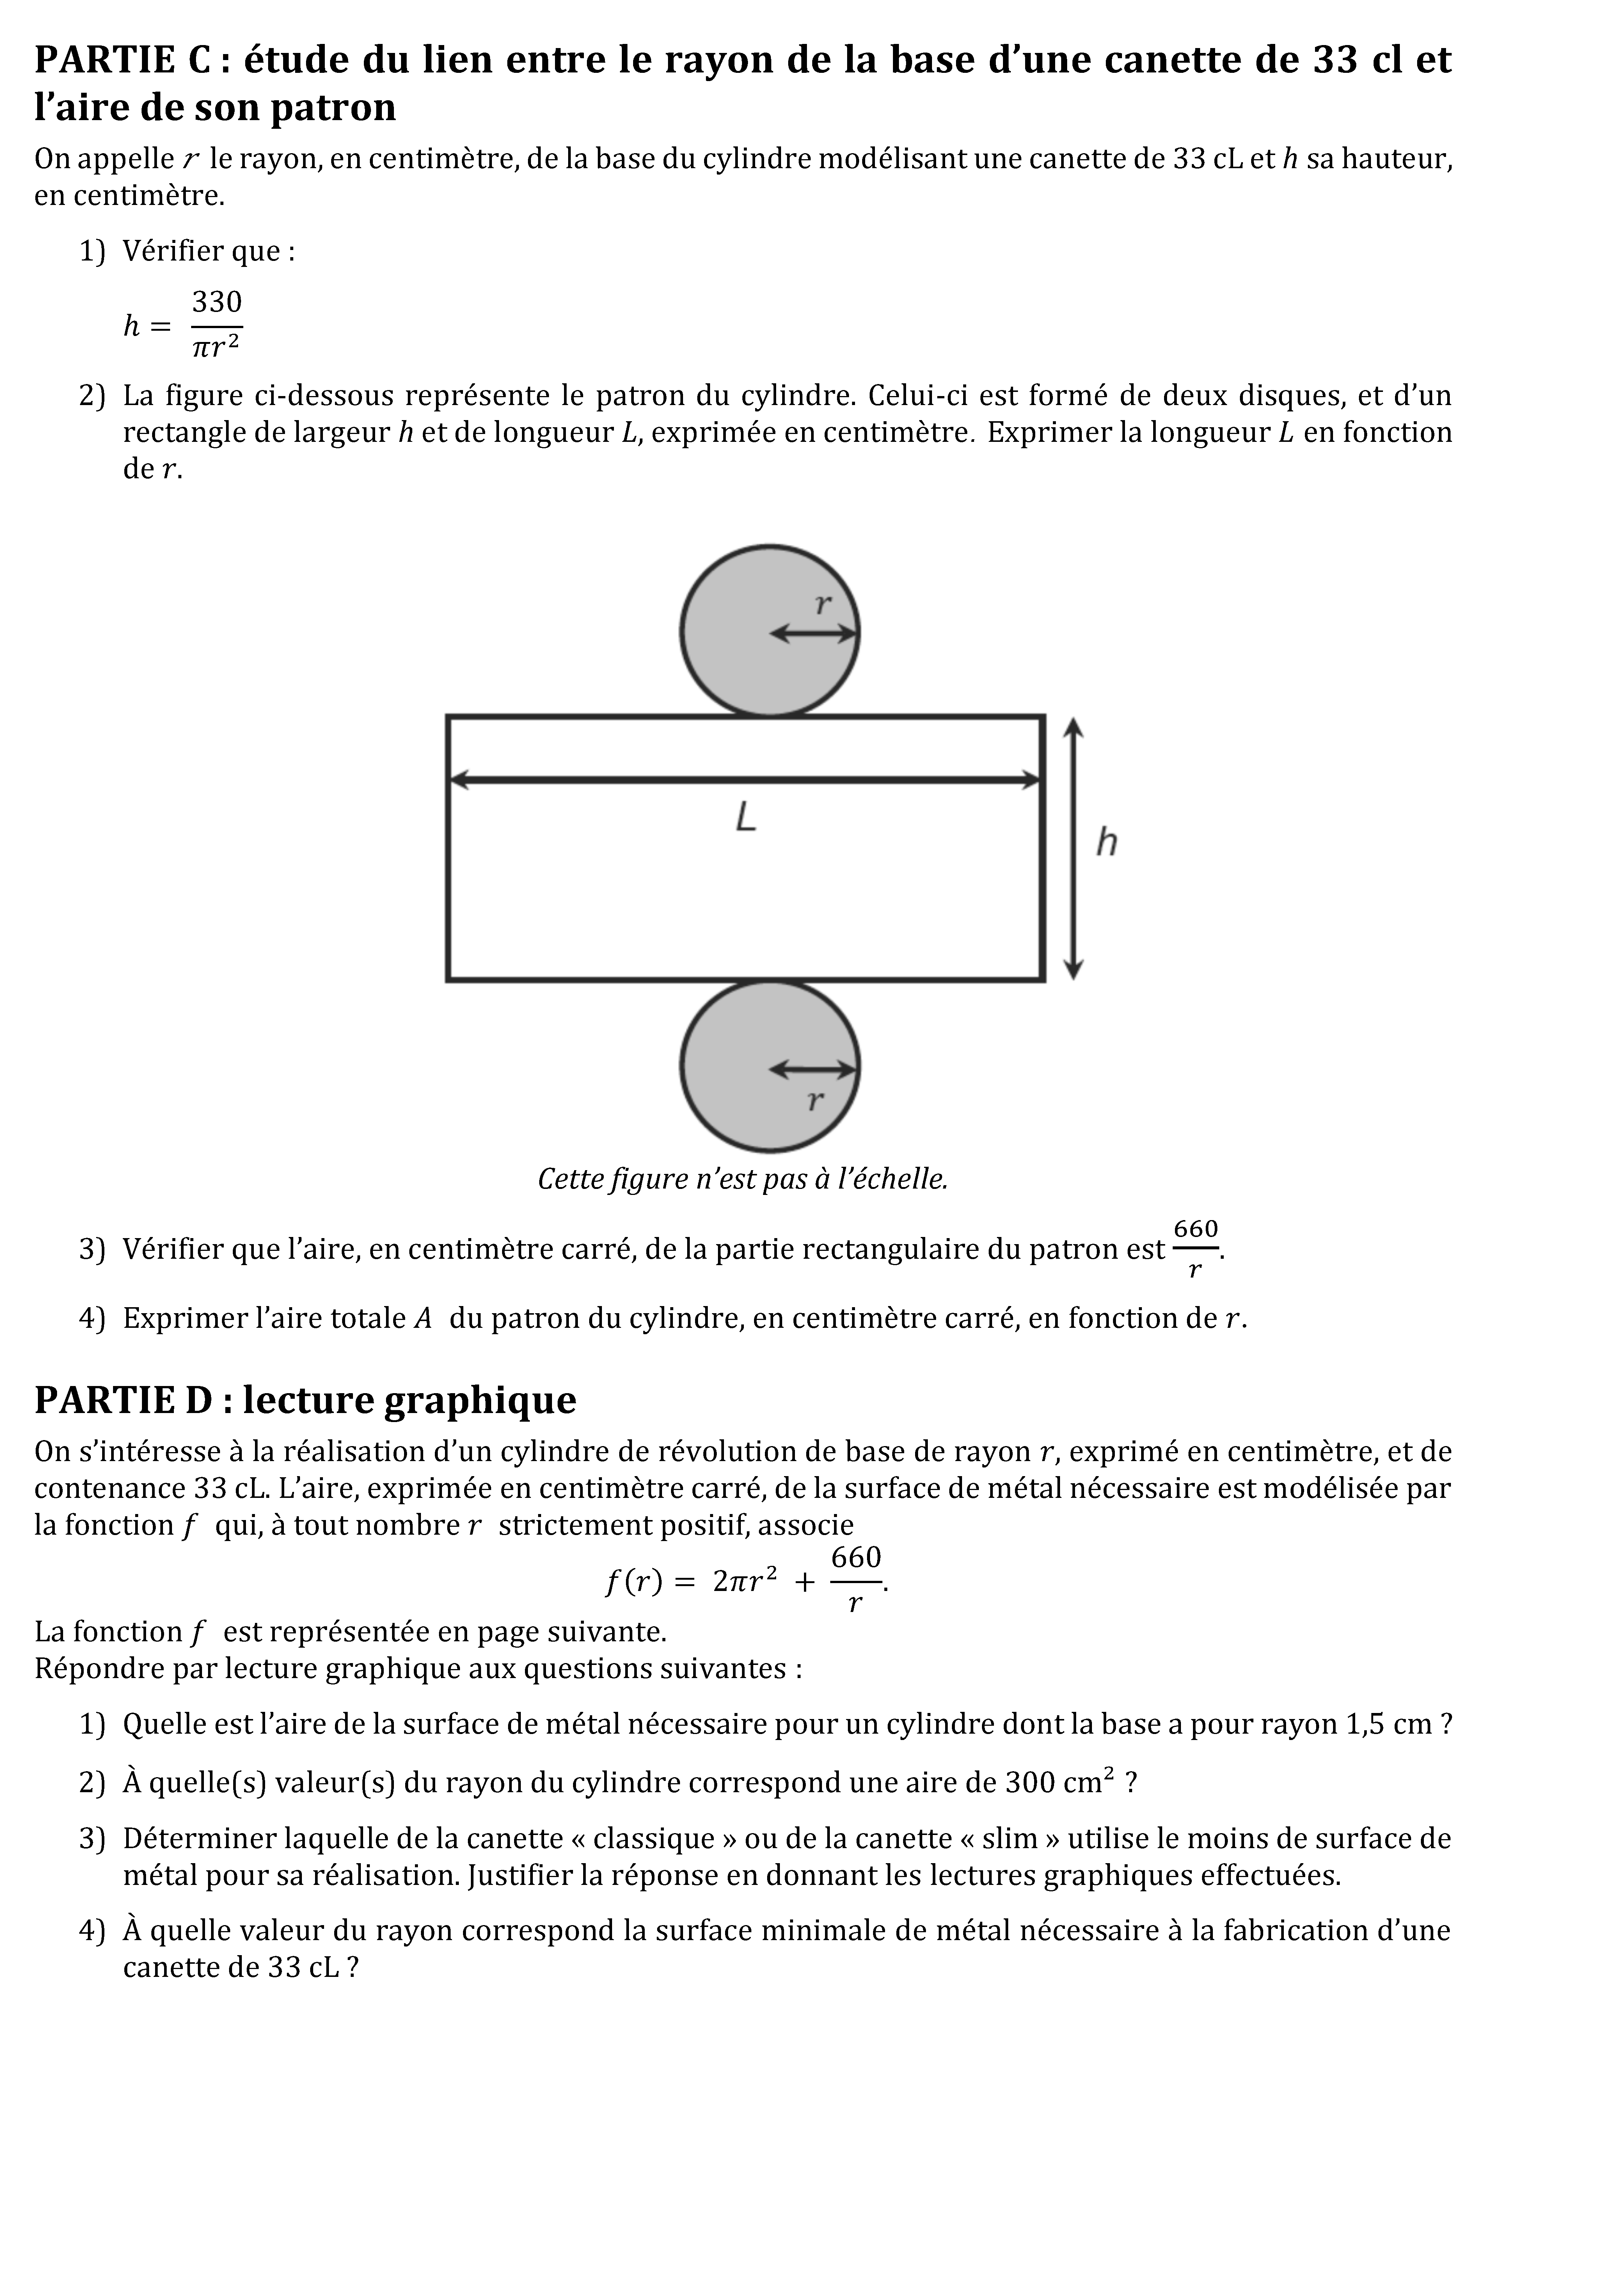 PARTIE C : étude du lien entre le rayon de la base d’une canette de 33 cl et
l’aire de son patron
On appelle r le rayon, en centimètre, de la base du cylindre modélisant une canette de 33 cL et h sa hauteur,
en centimètre.
1) Vérifier que :
h = 330/πr²
2) La figure ci-dessous représente le patron du cylindre. Celui-ci est formé de deux disques, et d’un
rectangle de largeur h et de longueur L, exprimée en centimètre. Exprimer la longueur L en fonction
de r.
r
L
h
r
Cette figure n’est pas à l’échelle.
3) Vérifier que l’aire, en centimètre carré, de la partie rectangulaire du patron est 660/r.
4) Exprimer l’aire totale A du patron du cylindre, en centimètre carré, en fonction de r.
PARTIE D : lecture graphique
On s’intéresse à la réalisation d’un cylindre de révolution de base de rayon r, exprimé en centimètre, et de
contenance 33 cL. L’aire, exprimée en centimètre carré, de la surface de métal nécessaire est modélisée par
la fonction f qui, à tout nombre r strictement positif, associe
f(r) = 2πr² + 660/r.
La fonction f est représentée en page suivante.
Répondre par lecture graphique aux questions suivantes :
1) Quelle est l’aire de la surface de métal nécessaire pour un cylindre dont la base a pour rayon 1,5 cm ?
2) À quelle(s) valeur(s) du rayon du cylindre correspond une aire de 300 cm² ?
3) Déterminer laquelle de la canette « classique » ou de la canette « slim » utilise le moins de surface de
métal pour sa réalisation. Justifier la réponse en donnant les lectures graphiques effectuées.
4) À quelle valeur du rayon correspond la surface minimale de métal nécessaire à la fabrication d’une
canette de 33 cL ?